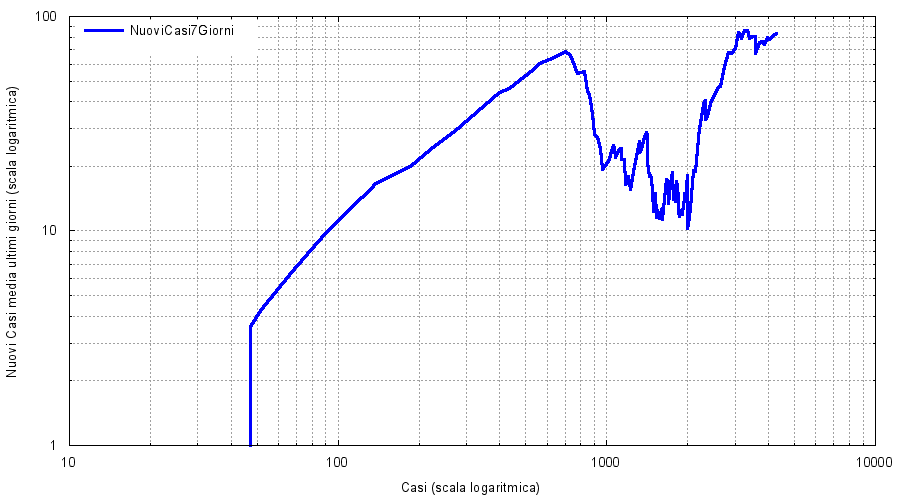 NuoviCasi7Giorni
Nuovi Casi media ultimi giorni (scala logaritmica)
100
10
1
10
100
1000
10000
Casi (scala logaritmica)